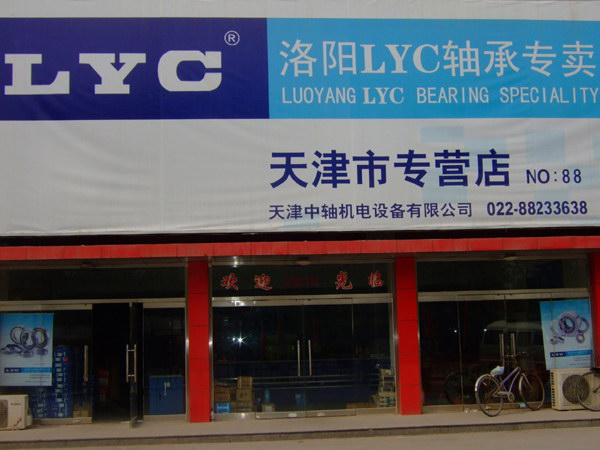 LYC®
洛阳LYC轴承专卖
LUOYANG LYC BEARING SPECIALITY
天津市专营店 NO:88
天津中轴机电设备有限公司 022-88233638
欢迎 光临
LYC
LYC